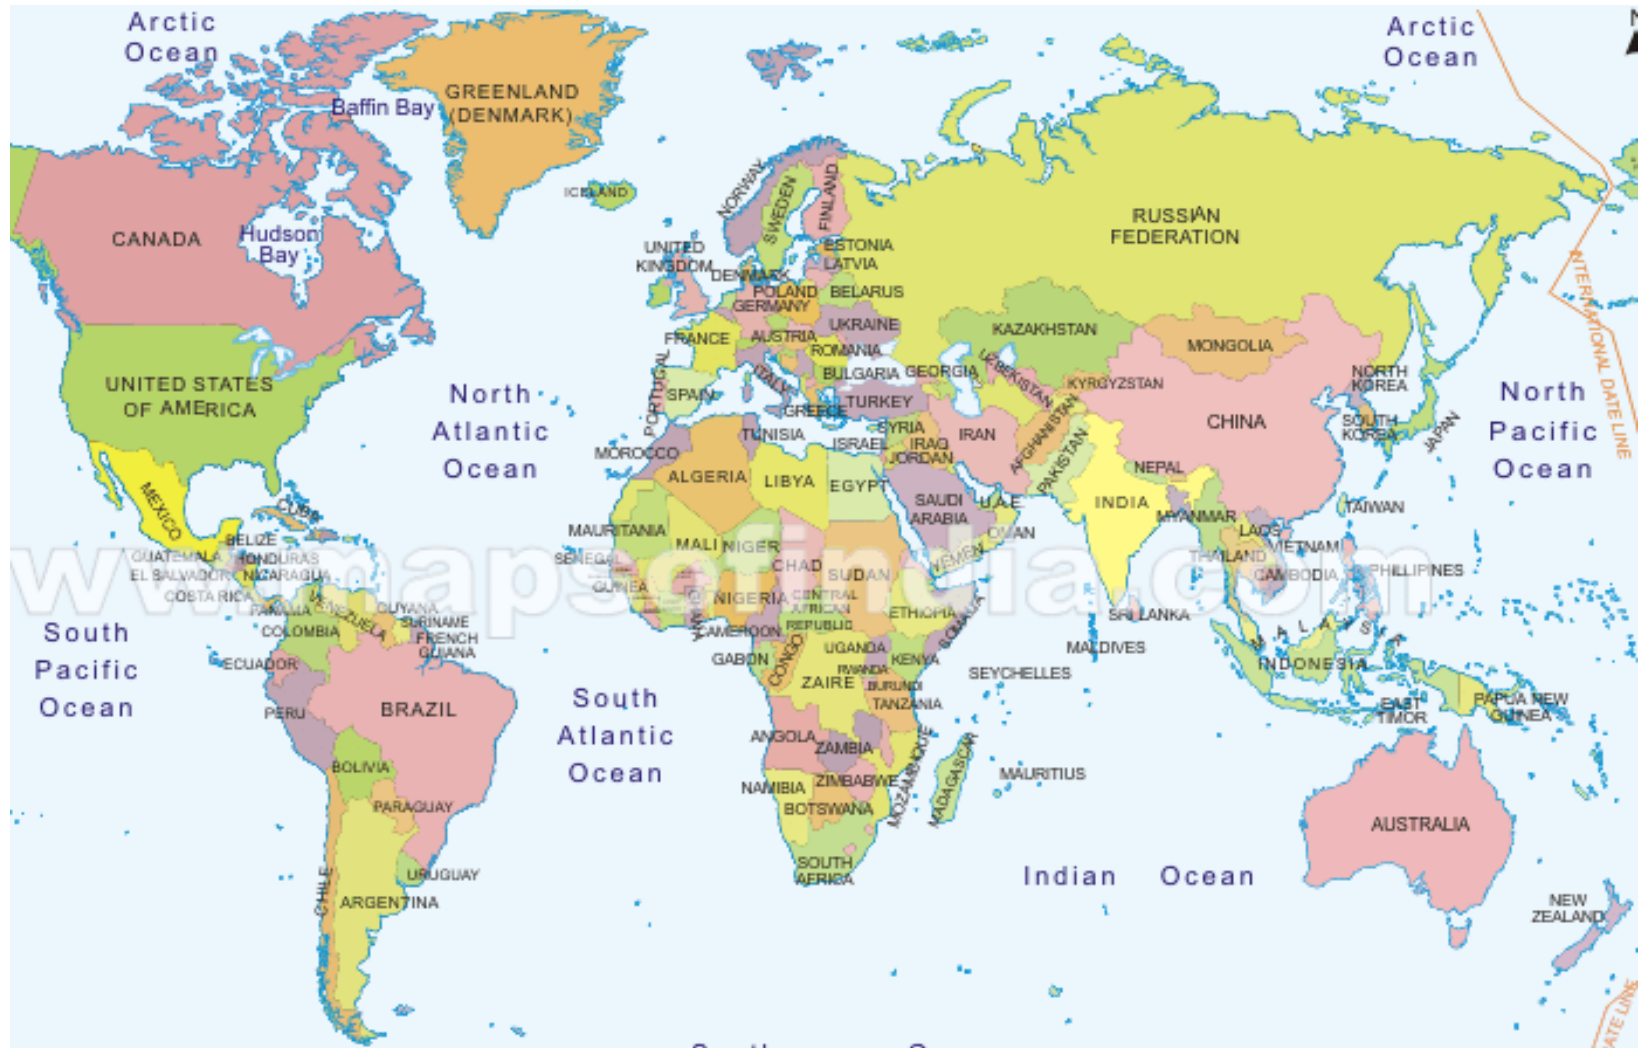 Arctic
Ocean
Arctic
Ocean
N
GREENLAND
(DENMARK)
Baffin Bay
ICELAND
NORWAY
SWEDEN
FINLAND
RUSSIAN
FEDERATION
CANADA
Hudson
Bay
UNITED
KINGDOM
ESTONIA
LATVIA
DENMARK
POLAND
BELARUS
GERMANY
UKRAINE
FRANCE
AUSTRIA
ROMANIA
KAZAKHSTAN
MONGOLIA
INTERNATIONAL DATE LINE
UNITED STATES
OF AMERICA
North
Atlantic
Ocean
PORTUGAL
SPAIN
ITALY
BULGARIA
GEORGIA
UZBEKISTAN
KYRGYZSTAN
GREECE
TURKEY
NORTH
KOREA
SOUTH
KOREA
JAPAN
North
Pacific
Ocean
CHINA
MOROCCO
TUNISIA
SYRIA
ISRAEL
IRAQ
JORDAN
IRAN
AFGHANISTAN
PAKISTAN
NEPAL
ALGERIA
LIBYA
EGYPT
SAUDI
ARABIA
U.A.E
OMAN
YEMEN
INDIA
MYANMAR
LAOS
TAIWAN
VIETNAM
THAILAND
CAMBODIA
PHILLIPINES
MEXICO
CUBA
BELIZE
GUATEMALA
HONDURAS
EL SALVADOR
NICARAGUA
COSTA RICA
PANAMA
VENEZUELA
GUYANA
SURINAME
FRENCH
GUIANA
COLOMBIA
ECUADOR
www.mapsofindia.com
MAURITANIA
MALI
NIGER
CHAD
SUDAN
SENEGAL
GUINEA
NIGERIA
CENTRAL
AFRICAN
REPUBLIC
ETHIOPIA
SOMALIA
CAMEROON
GABON
CONGO
UGANDA
KENYA
RWANDA
ZAIRE
BURUNDI
TANZANIA
SRI LANKA
MALDIVES
SEYCHELLES
MALAYSIA
INDONESIA
EAST
TIMOR
PAPUA NEW
GUINEA
South
Pacific
Ocean
PERU
BRAZIL
BOLIVIA
PARAGUAY
CHILE
URUGUAY
ARGENTINA
South
Atlantic
Ocean
ANGOLA
ZAMBIA
ZIMBABWE
MOZAMBIQUE
NAMIBIA
BOTSWANA
MADAGASCAR
MAURITIUS
SOUTH
AFRICA
Indian Ocean
AUSTRALIA
NEW
ZEALAND
ATE LINE